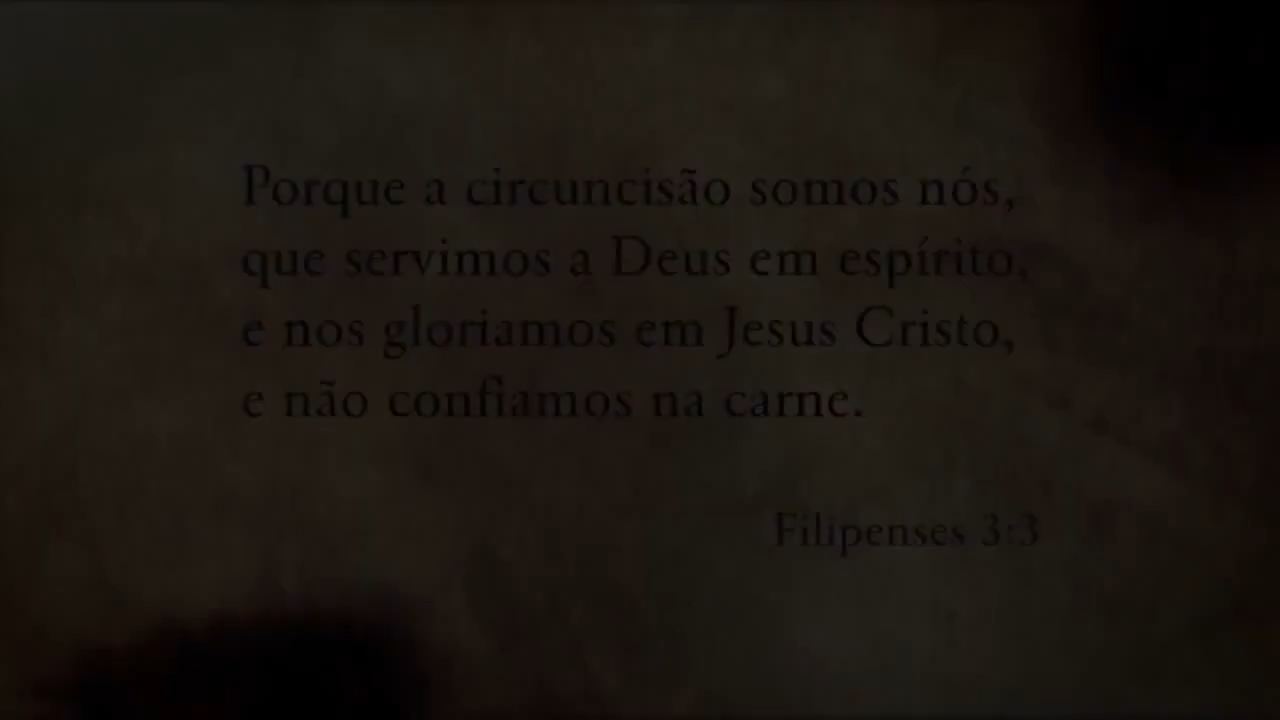 Porque a circuncisão somos nós,
que servimos a Deus em espírito,
e nos gloriamos em Jesus Cristo,
e não confiamos na carne.
Filipenses 3:3